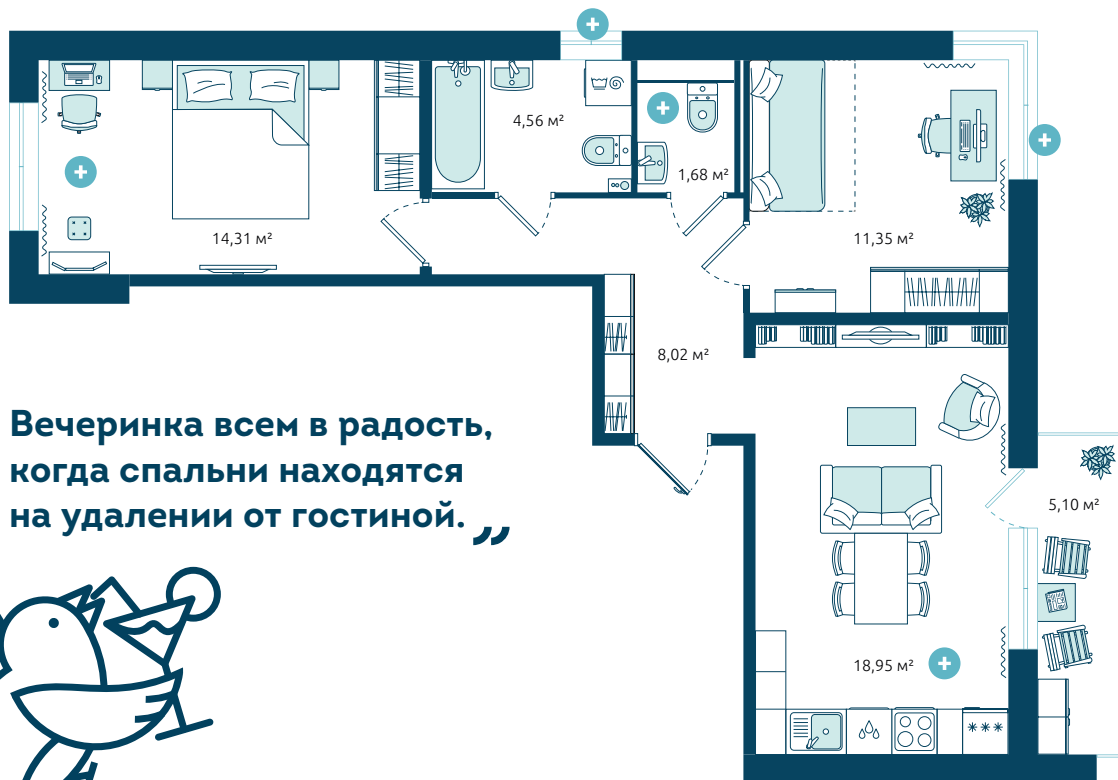 4,56 м²
1,68 м²
14,31 м²
11,35 м²
8,02 м²
Вечеринка всем в радость,
когда спальни находятся
на удалении от гостиной. „
5,10 м²
18,95 м²